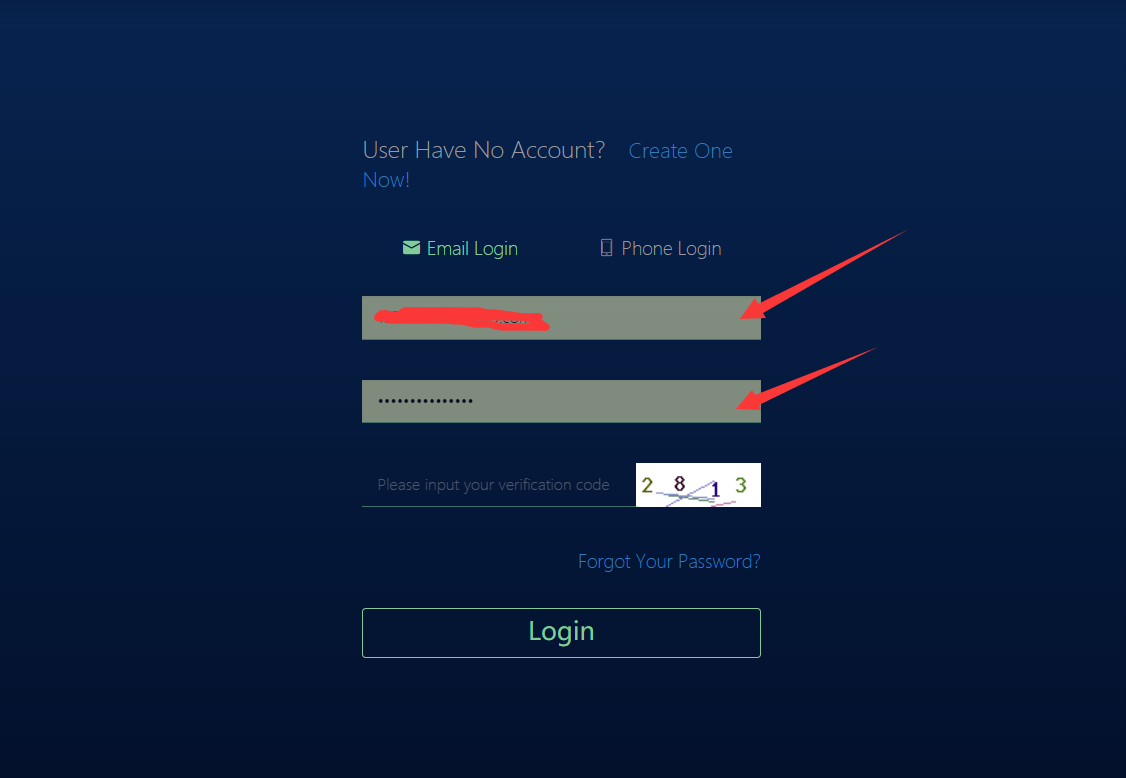 User Have No Account? Create One
Now!
Email Login Phone Login
•••••••••••••••
Please input your verification code 2 8 1 3
Forgot Your Password?
Login